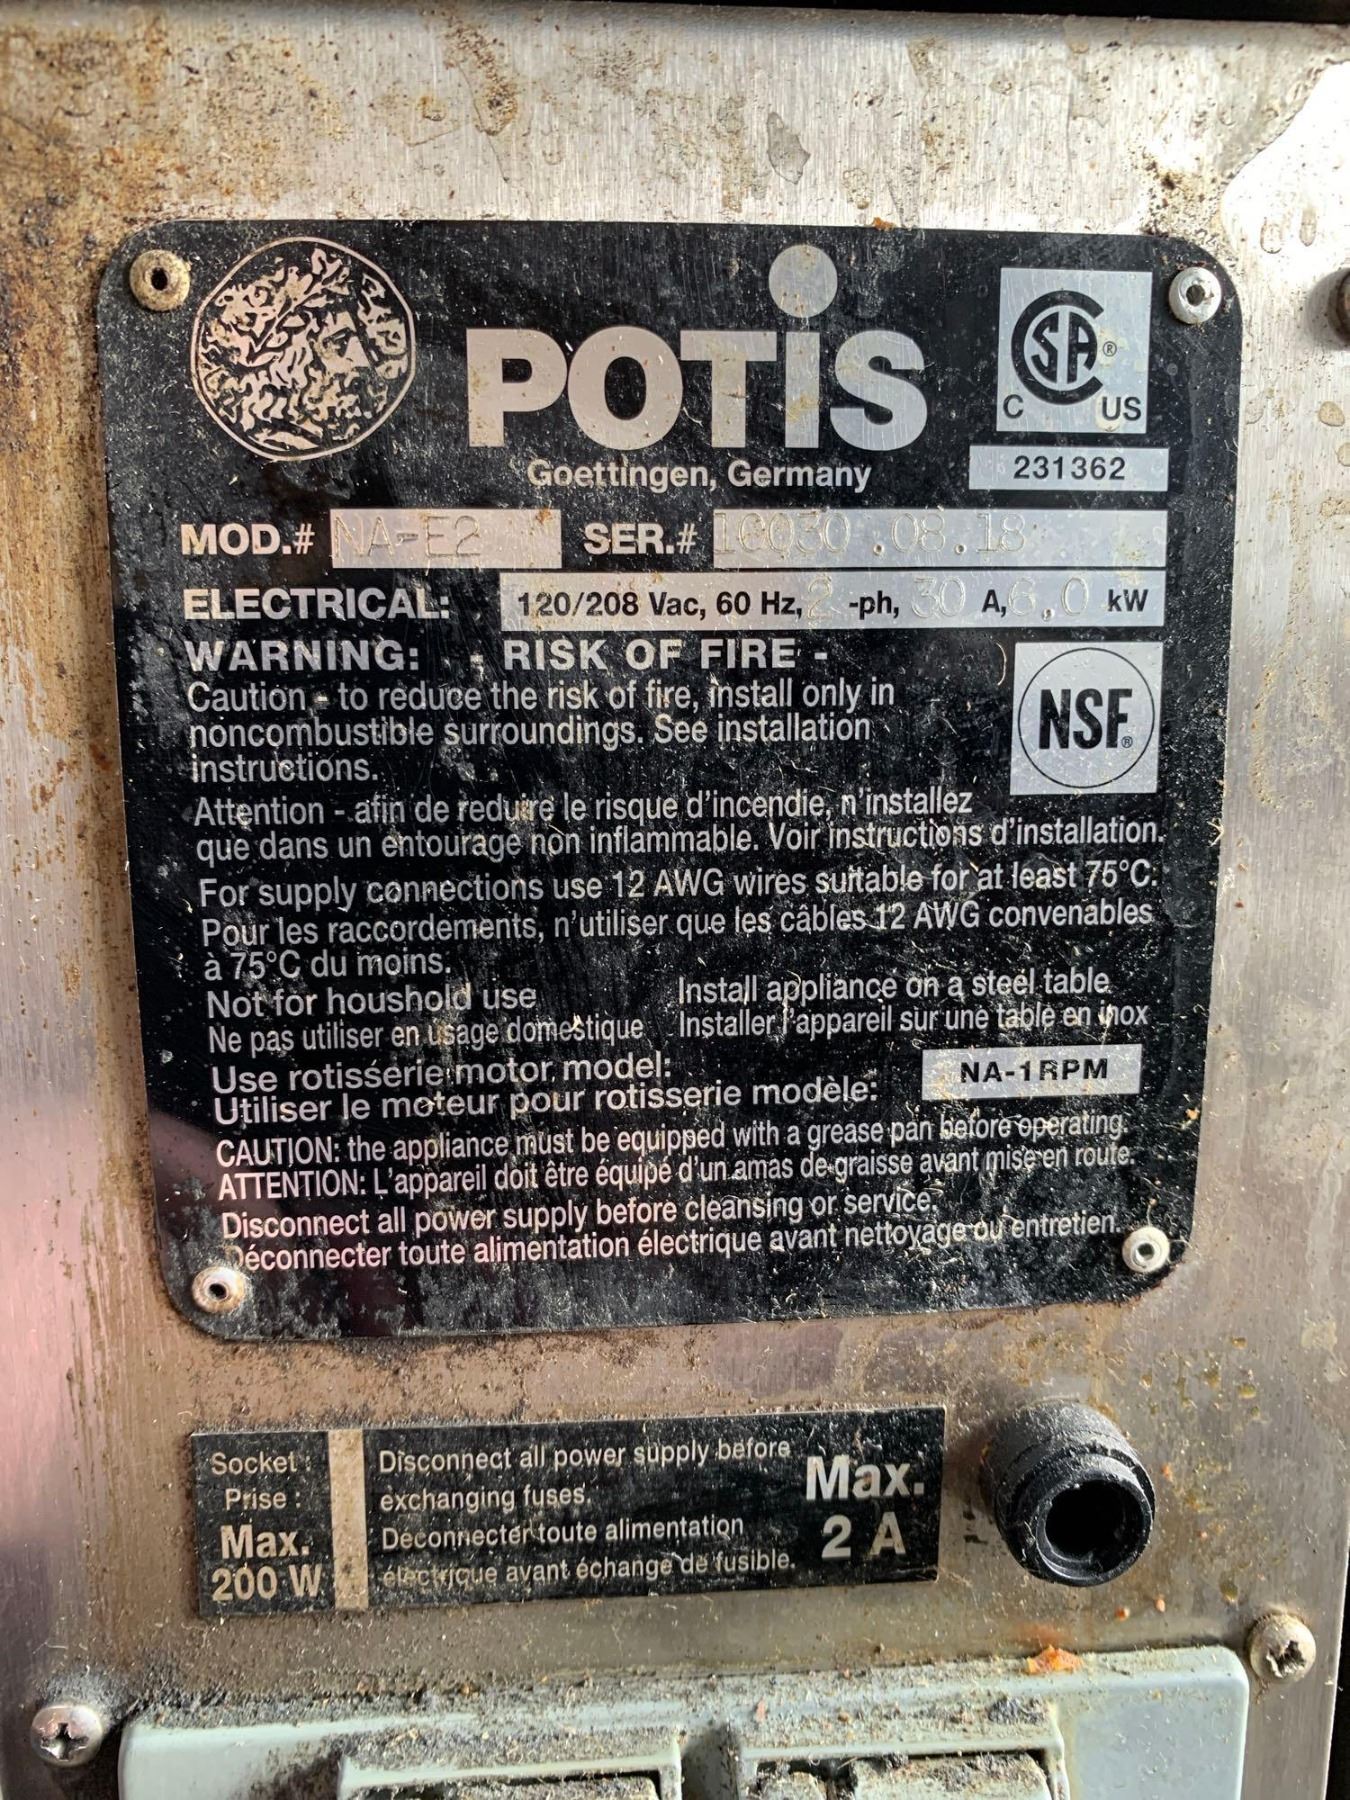 POTiS
Goettingen, Germany
CSA®
C US
231362
MOD.# NA-E2 SER.# 16030.08.18
ELECTRICAL: 120/208 Vac, 60 Hz, 2 -ph, 30 A, 6.0 kW
WARNING: - RISK OF FIRE -
Caution - to reduce the risk of fire, install only in
noncombustible surroundings. See installation
instructions.
NSF®
Attention - afin de reduire le risque d'incendie, n'installez
que dans un entourage non inflammable. Voir instructions d'installation.
For supply connections use 12 AWG wires suitable for at least 75°C.
Pour les raccordements, n'utiliser que les câbles 12 AWG convenables
à 75°C du moins.
Not for houshold use Install appliance on a steel table
Ne pas utiliser en usage domestique Installer l'appareil sur une table en inox
Use rotisserie motor model:
Utiliser le moteur pour rotisserie modèle:
NA-1RPM
CAUTION: the appliance must be equipped with a grease pan before operating.
ATTENTION: L'appareil doit être équipé d'un amas de graisse avant mise en route.
Disconnect all power supply before cleansing or service.
Déconnecter toute alimentation électrique avant nettoyage ou entretien.
Socket:
Prise:
Max.
200 W
Disconnect all power supply before
exchanging fuses.
Déconnecter toute alimentation
électrique avant échange de fusible.
Max.
2 A